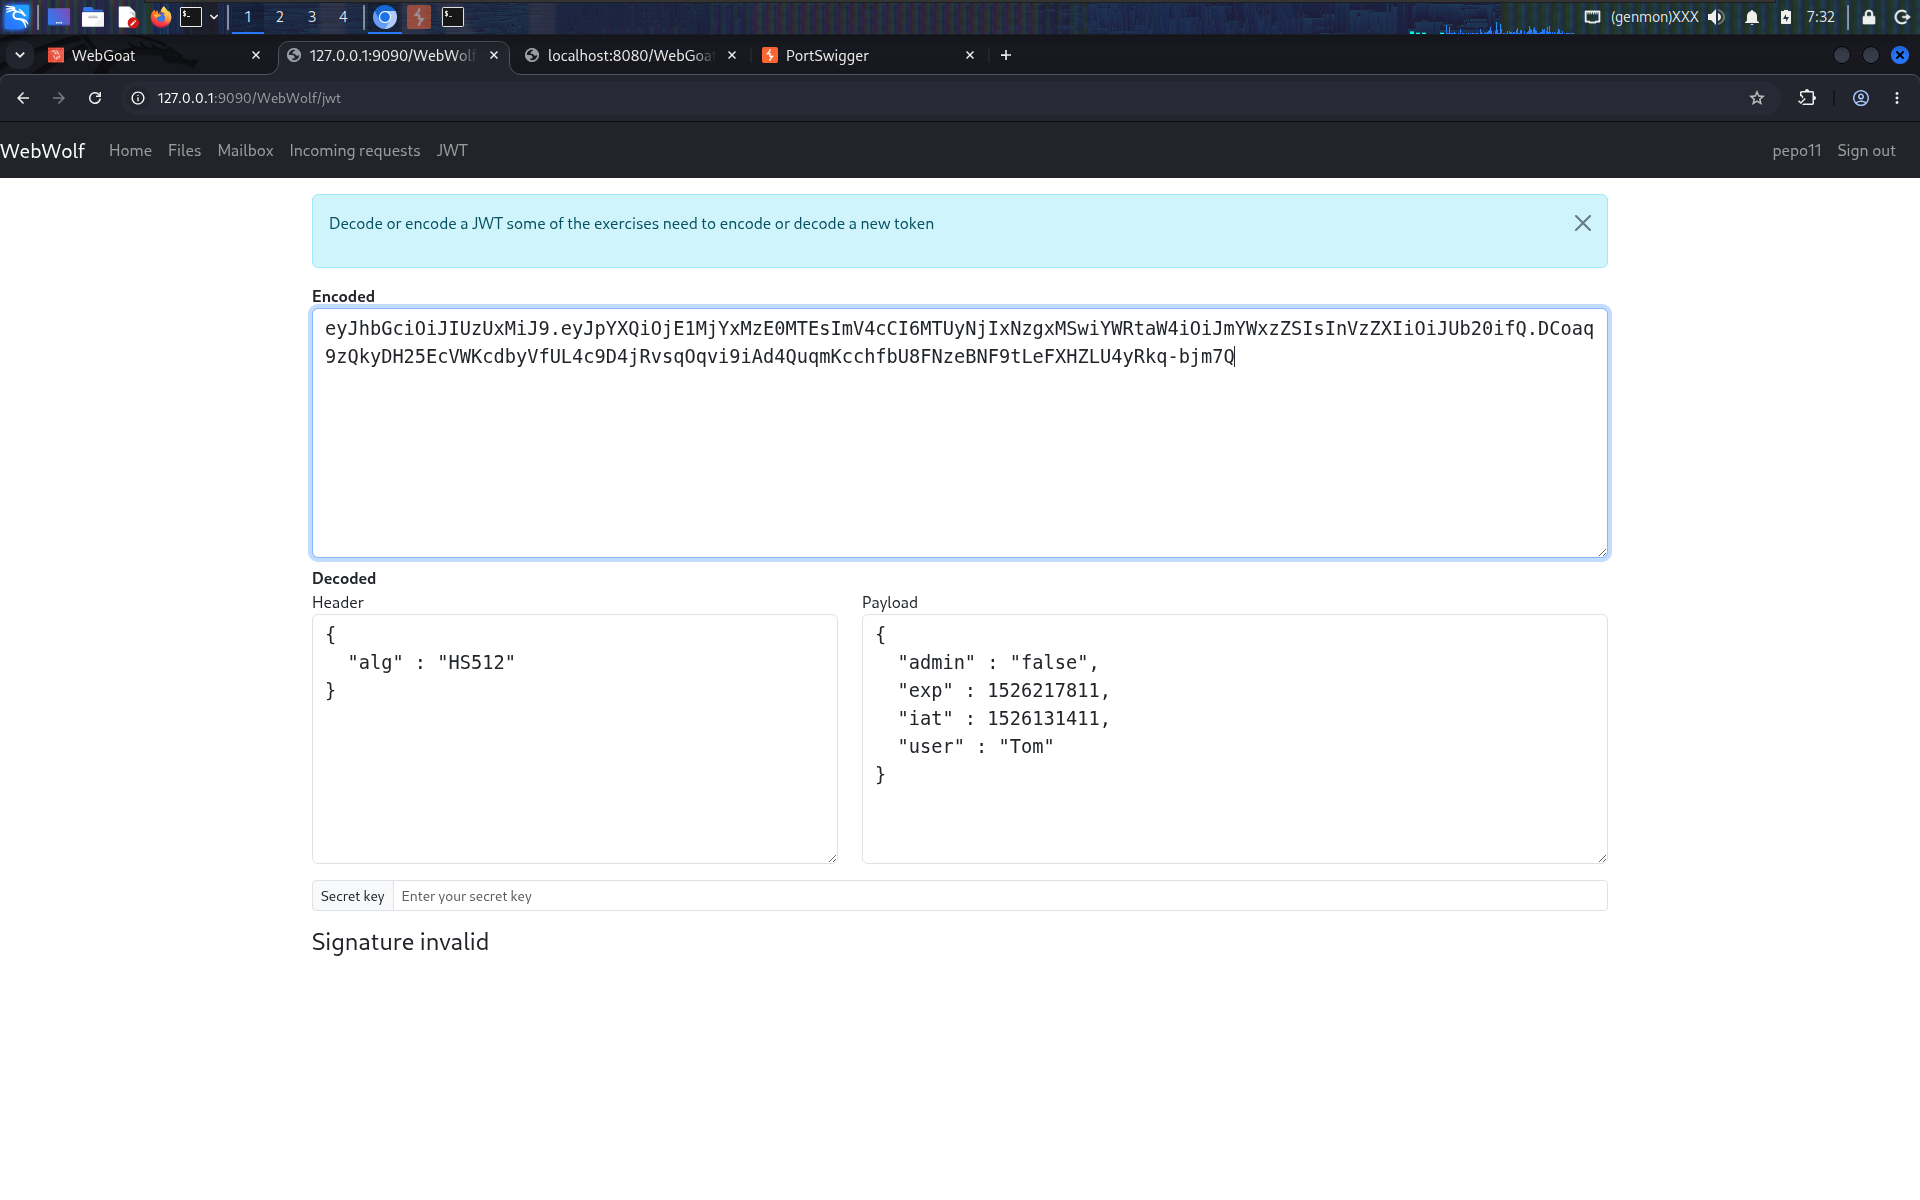 1 2 3 4 (genmon)XXX 7:32
WebGoat 127.0.0.1:9090/WebWolf localhost:8080/WebGoat PortSwigger
127.0.0.1:9090/WebWolf/jwt
WebWolf Home Files Mailbox Incoming requests JWT pepo11 Sign out
Decode or encode a JWT some of the exercises need to encode or decode a new token
Encoded
eyJhbGciOiJIUzUxMiJ9.eyJpYXQiOjE1MjYxMzE0MTEsImV4cCI6MTUyNjIxNzgxMSwiYWRtaW4iOiJmYWxzZSIsInVzZXIiOiJUb20ifQ.DCoaq
9zQkyDH25EcVWKcdbyVfUL4c9D4jRvsqOqvi9iAd4QuqmKcchfbU8FNzeBNF9tLeFXHZLU4yRkq-bjm7Q
Decoded
Header Payload
{
"alg" : "HS512"
}
{
"admin" : "false",
"exp" : 1526217811,
"iat" : 1526131411,
"user" : "Tom"
}
Secret key Enter your secret key
Signature invalid